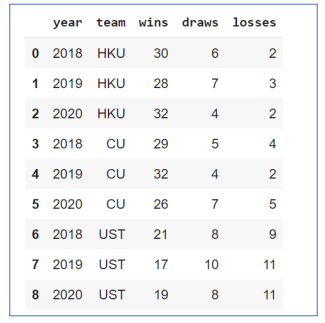 year team wins draws losses
0 2018 HKU 30 6 2
1 2019 HKU 28 7 3
2 2020 HKU 32 4 2
3 2018 CU 29 5 4
4 2019 CU 32 4 2
5 2020 CU 26 7 5
6 2018 UST 21 8 9
7 2019 UST 17 10 11
8 2020 UST 19 8 11